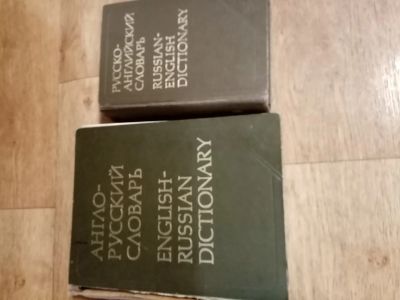 РУССКО-
АНГЛИЙСКИЙ
СЛОВАРЬ
RUSSIAN-
ENGLISH
DICTIONARY
АНГЛО-
РУССКИЙ
СЛОВАРЬ
ENGLISH-
RUSSIAN
DICTIONARY